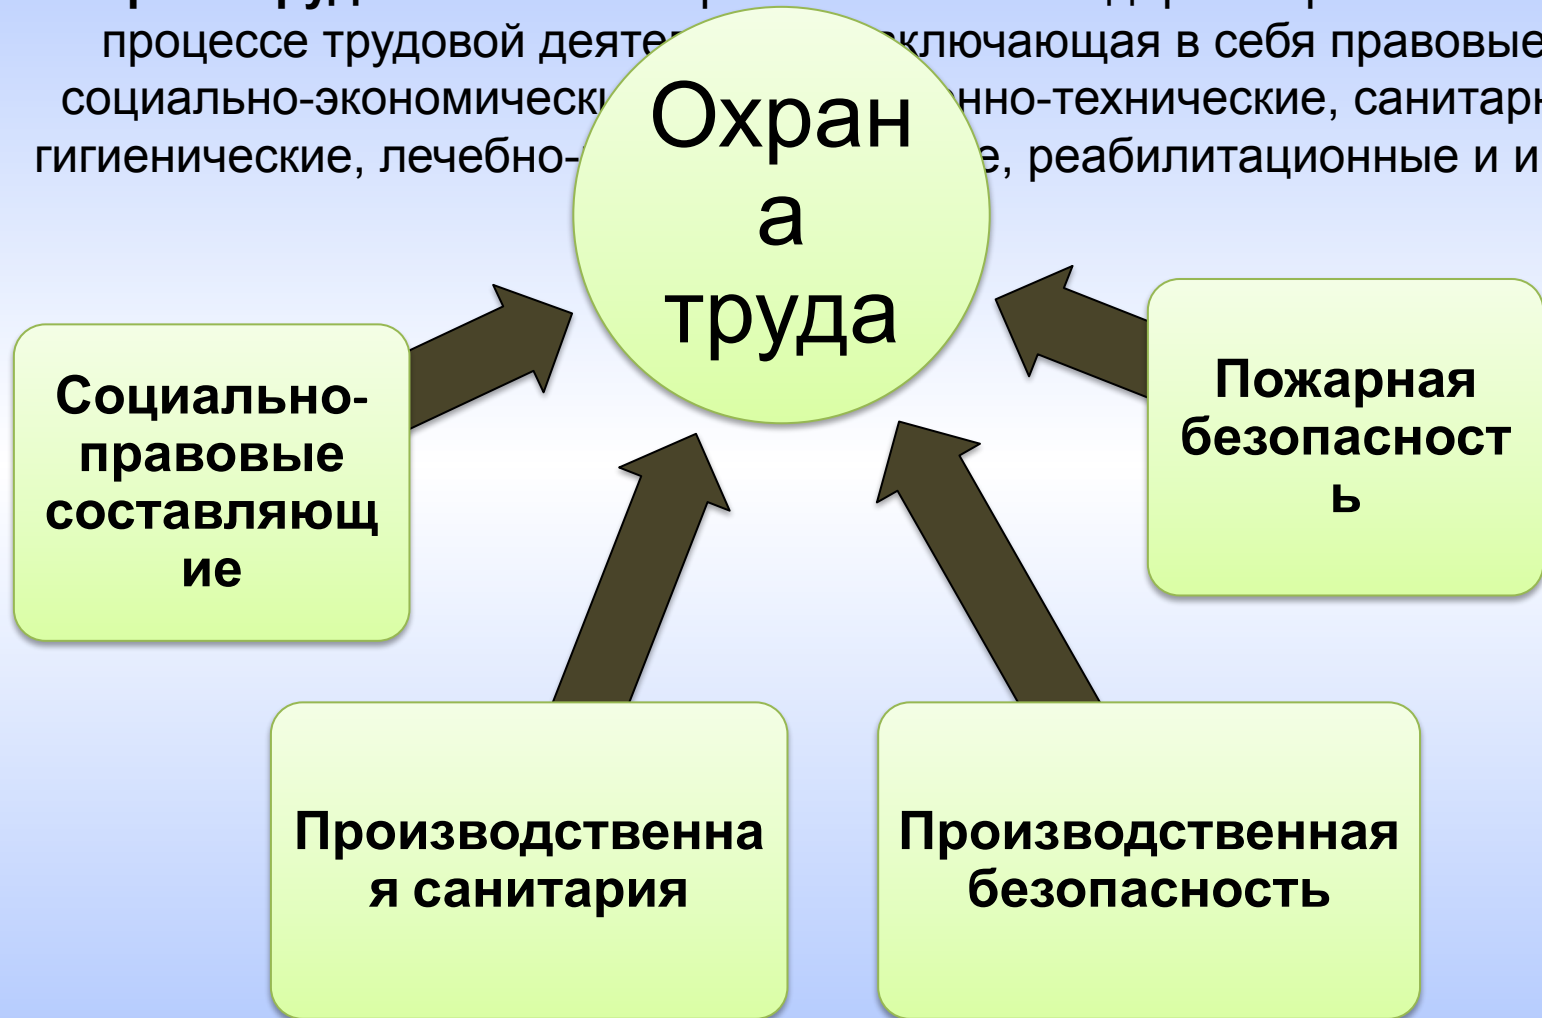 процессе трудовой деяте ключающая в себя правовые
социально-экономически нно-технические, санитарн
гигиенические, лечебно- е, реабилитационные и и
Охран
а
труда
Социально-
правовые
составляющ
ие
Пожарная
безопасност
ь
Производственна
я санитария
Производственная
безопасность